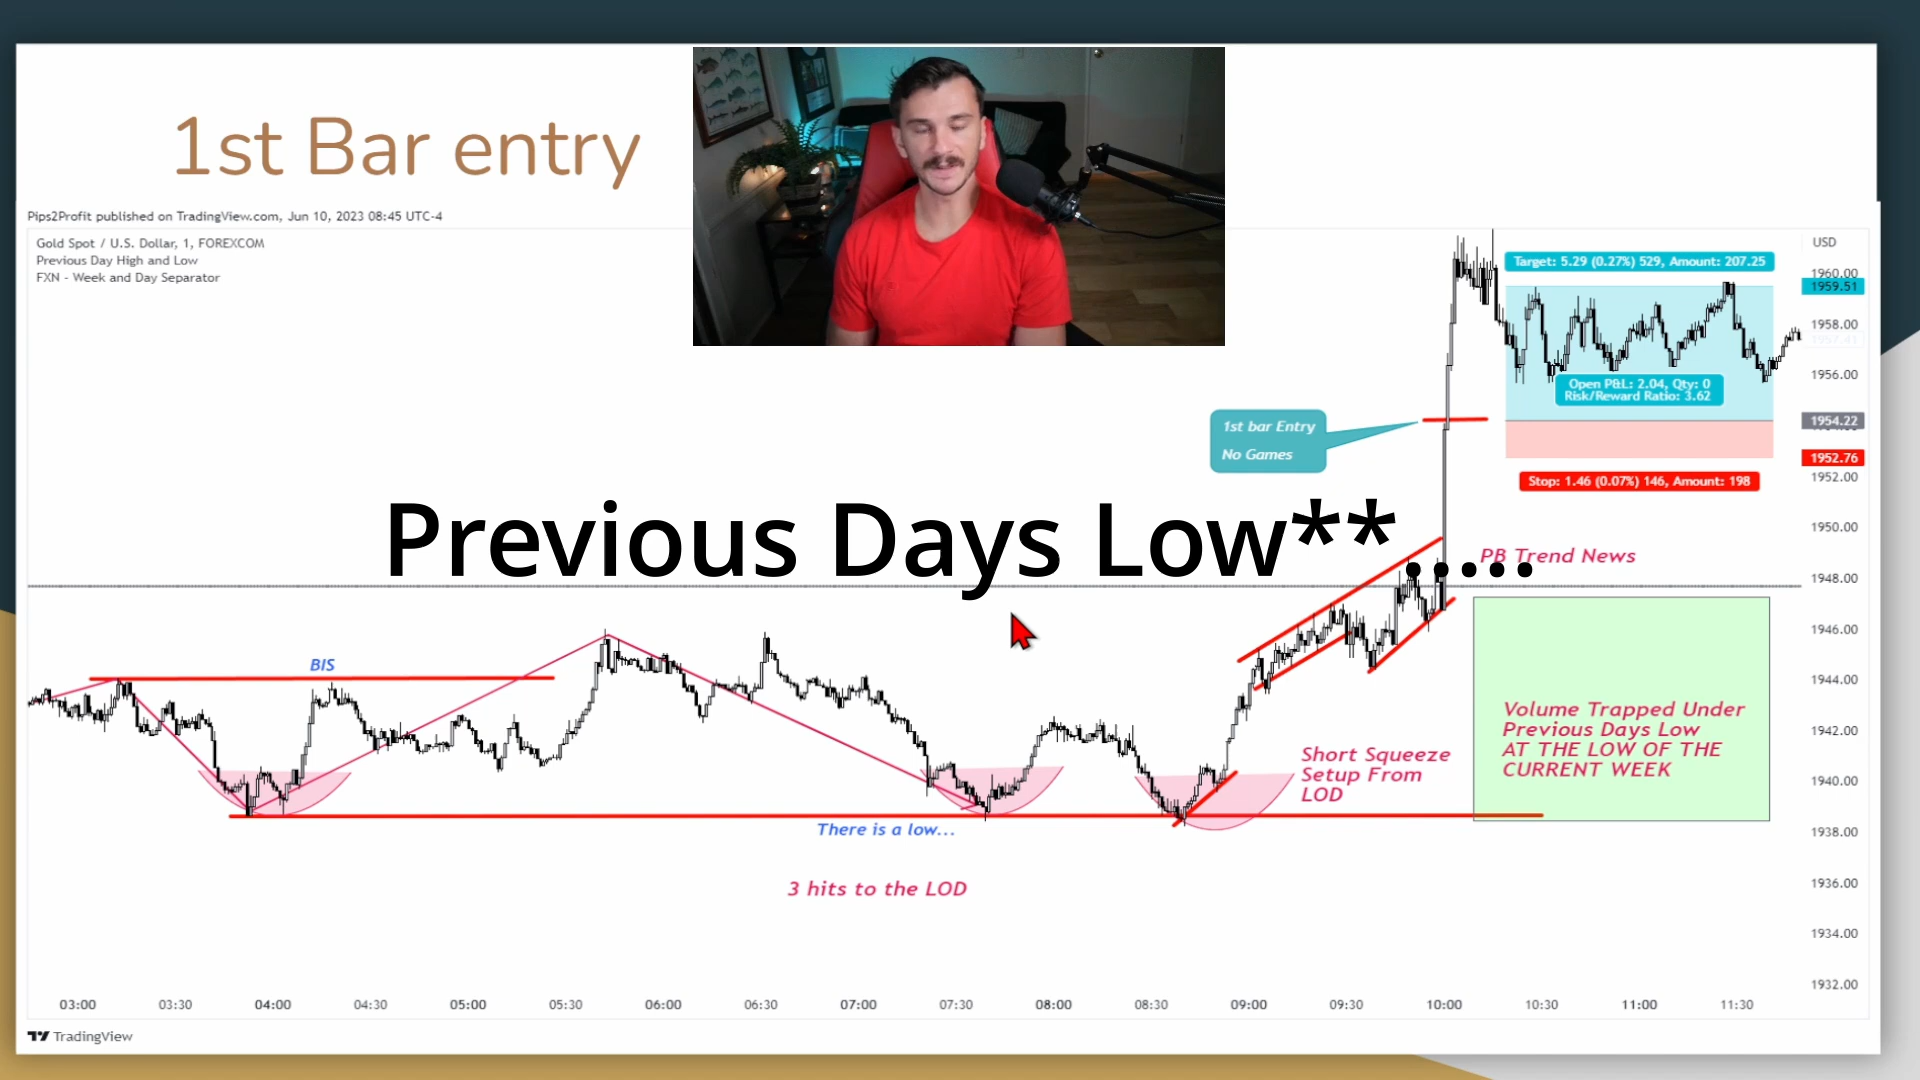 1st Bar entry
Pips2Profit published on TradingView.com, Jun 10, 2023 08:45 UTC-4
Gold Spot / U.S. Dollar, 1, FOREXCOM
Previous Day High and Low
FXN - Week and Day Separator
USD
Target: 5.29 (0.27%) 529, Amount: 207.25
1960.00
1959.51
1958.00
1957.41
1956.00
Open P&L: 2.04, Qty: 0
Risk/Reward Ratio: 3.62
1954.22
1st bar Entry
No Games
1952.76
1952.00
Stop: 1.46 (0.07%) 146, Amount: 198
1950.00
Previous Days Low**,....
PB Trend News
1948.00
1946.00
BIS
1944.00
Volume Trapped Under
Previous Days Low
AT THE LOW OF THE
CURRENT WEEK
1942.00
Short Squeeze
Setup From
LOD
1940.00
There is a low...
1938.00
3 hits to the LOD
1936.00
1934.00
1932.00
03:00 03:30 04:00 04:30 05:00 05:30 06:00 06:30 07:00 07:30 08:00 08:30 09:00 09:30 10:00 10:30 11:00 11:30
TradingView